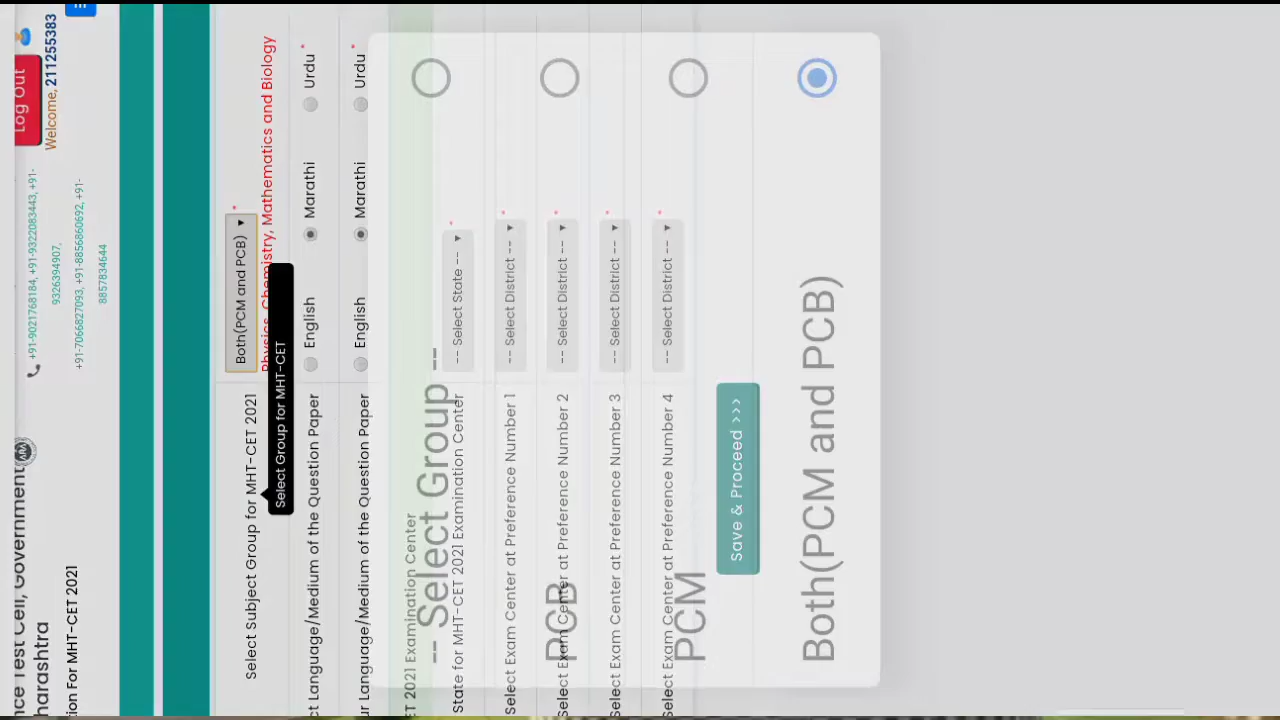 Log Out
Welcome, 211255383
+91-9021768184, +91-9322083443, +91-
9326394907,
+91-7066827093, +91-8856860692, +91-
8857834644
nce Test Cell, Government
harashtra
tion For MHT-CET 2021
Select Subject Group for MHT-CET 2021
Both(PCM and PCB) *
Physics, Chemistry, Mathematics and Biology
Select Group for MHT-CET
ct Language/Medium of the Question Paper
English Marathi Urdu *
ur Language/Medium of the Question Paper
English Marathi Urdu *
ET 2021 Examination Center
State for MHT-CET 2021 Examination Center
-- Select State -- *
Select Exam Center at Preference Number 1
-- Select District -- *
Select Exam Center at Preference Number 2
-- Select District -- *
Select Exam Center at Preference Number 3
-- Select District -- *
Select Exam Center at Preference Number 4
-- Select District -- *
Save & Proceed >>>
-- Select Group --
PCB
PCM
Both(PCM and PCB)